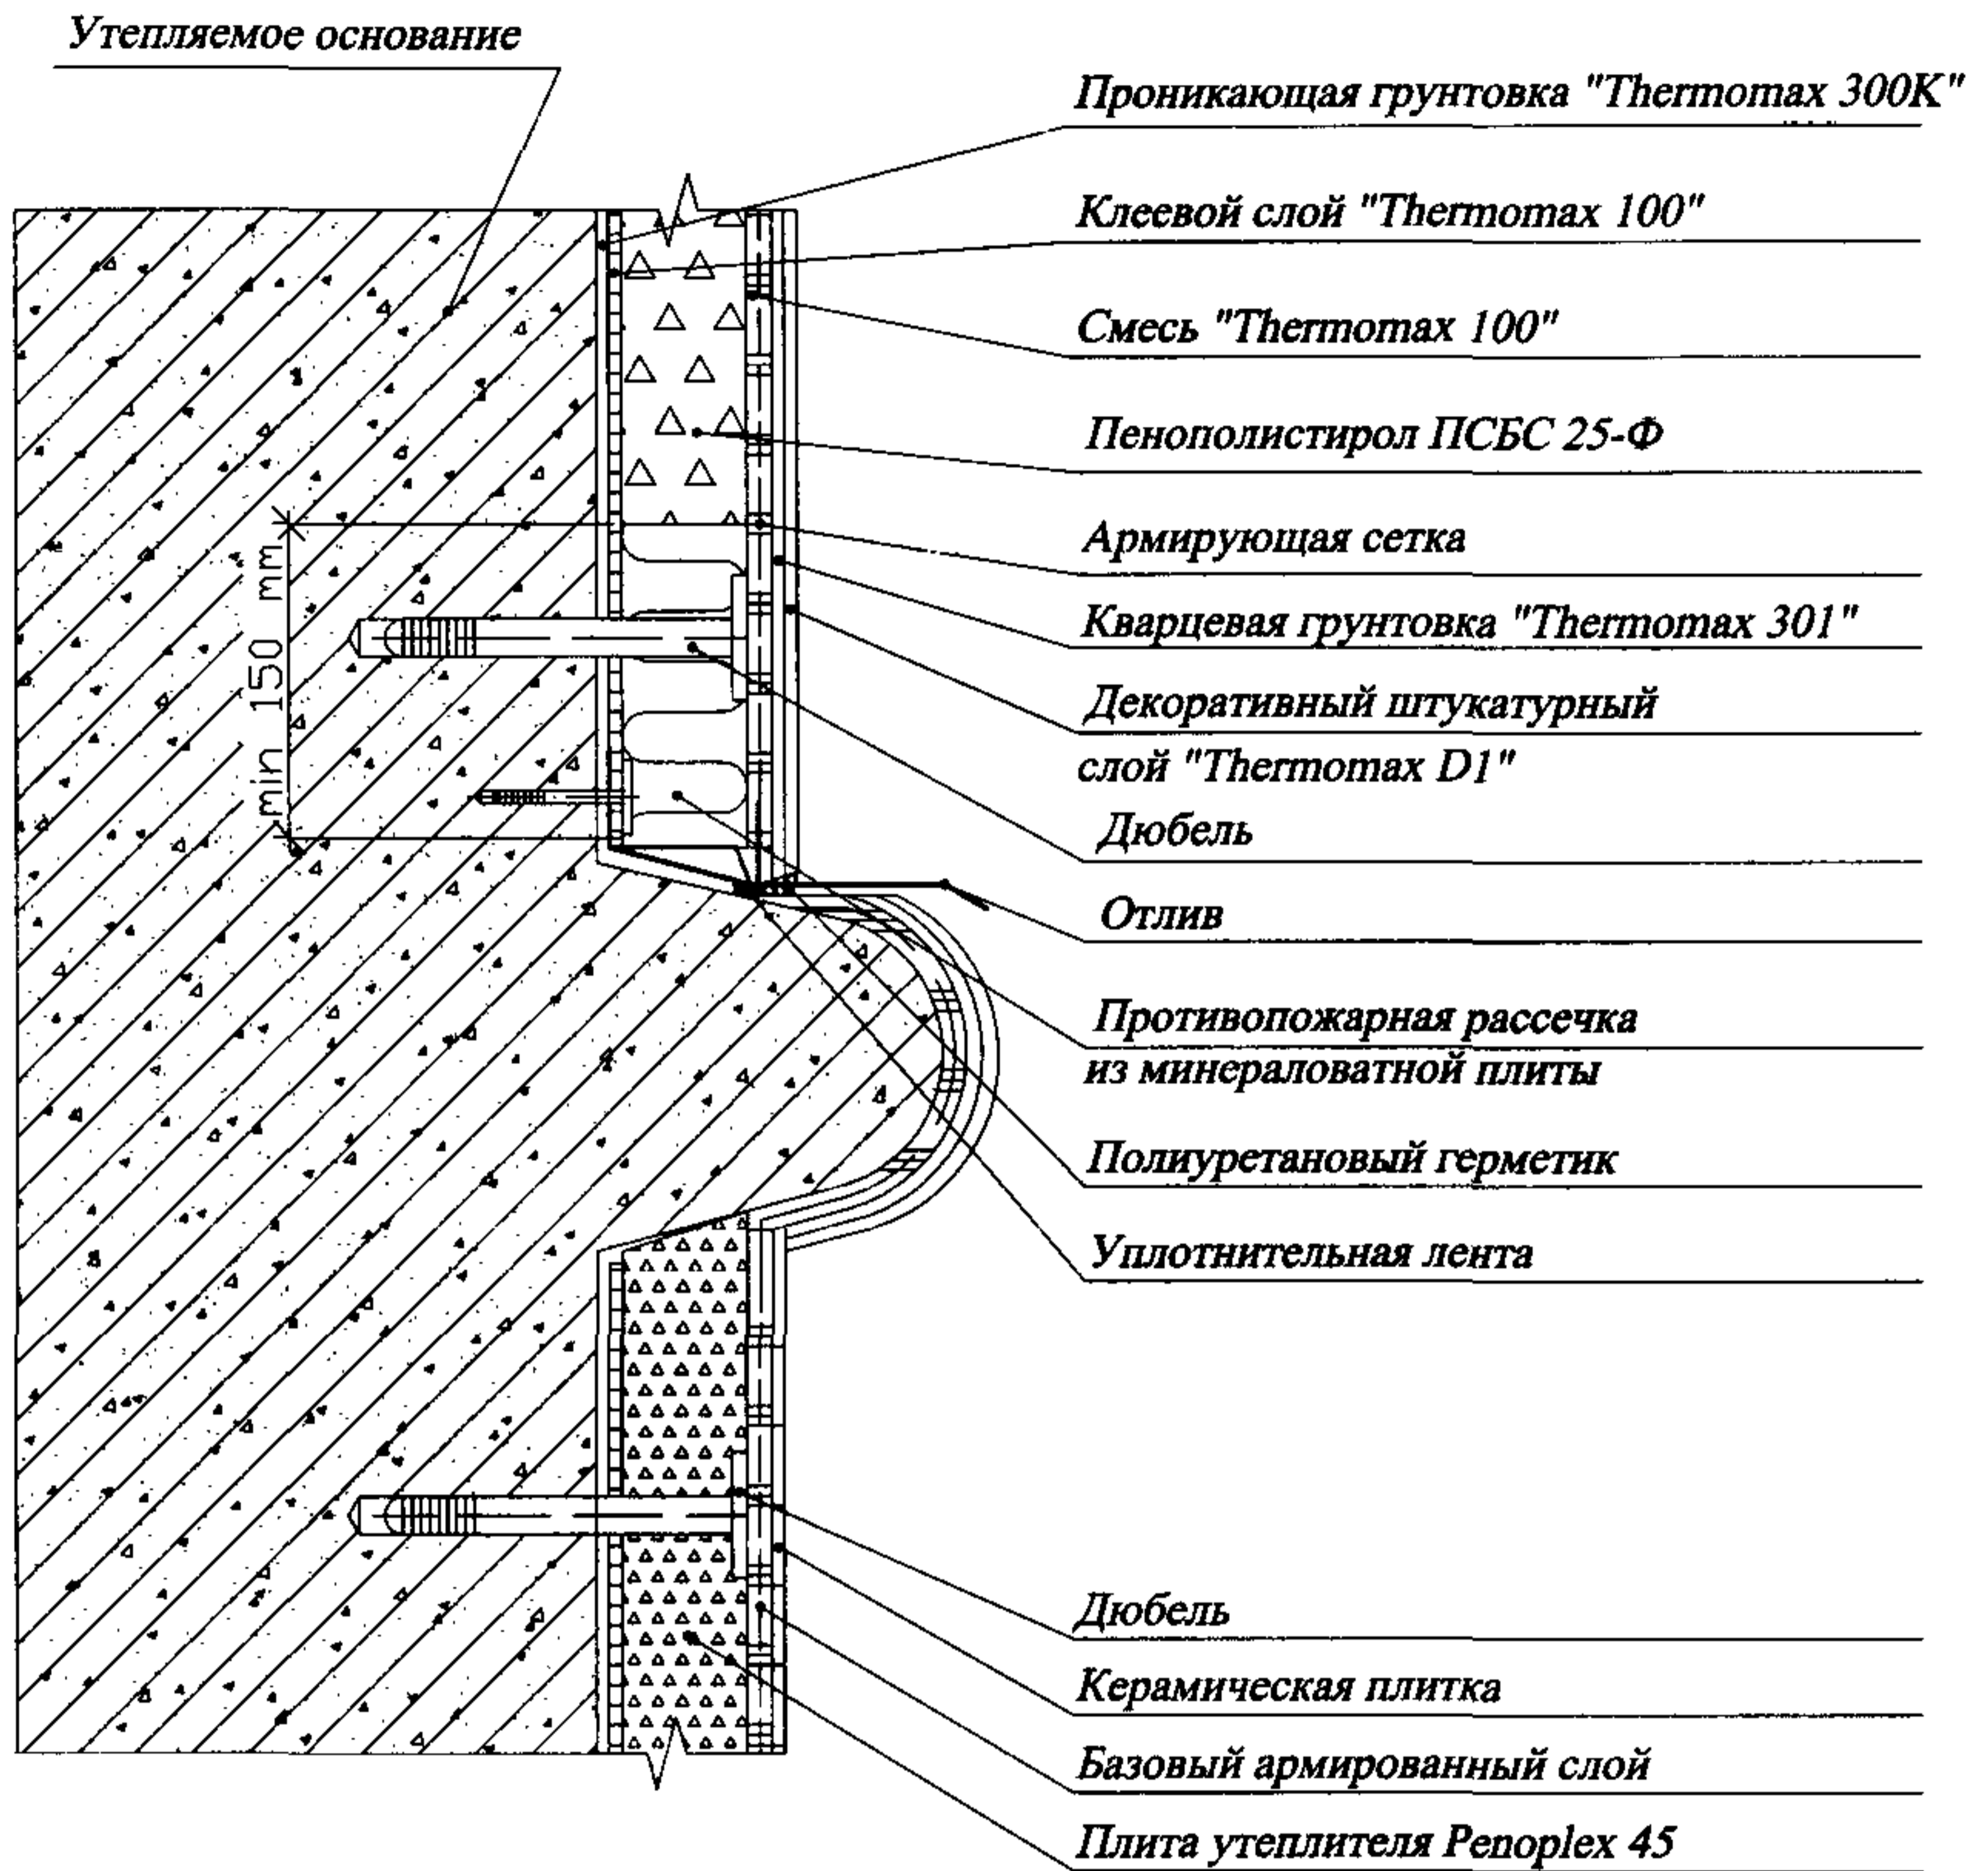 Утепляемое основание
Проникающая грунтовка "Thermomax 300K"
Клеевой слой "Thermomax 100"
Смесь "Thermomax 100"
Пенополистирол ПСБС 25-Ф
Армирующая сетка
Кварцевая грунтовка "Thermomax 301"
Декоративный штукатурный
слой "Thermomax D1"
Дюбель
Отлив
Противопожарная рассечка
из минераловатной плиты
Полиуретановый герметик
Уплотнительная лента
min 150 mm
Дюбель
Керамическая плитка
Базовый армированный слой
Плита утеплителя Penoplex 45